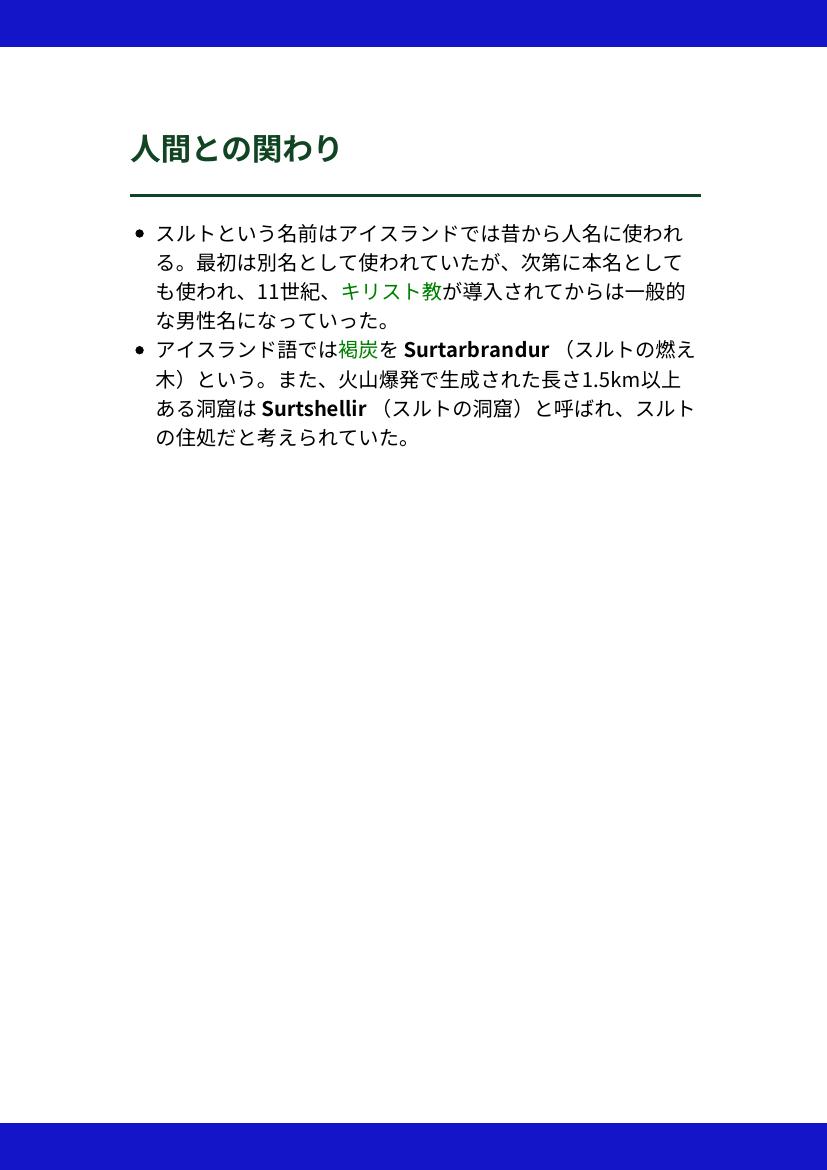 人間との関わり
スルトという名前はアイスランドでは昔から人名に使われ
る。最初は別名として使われていたが、次第に本名として
も使われ、11世紀、キリスト教が導入されてからは一般的
な男性名になっていった。
アイスランド語では褐炭を Surtarbrandur （スルトの燃え
木）という。また、火山爆発で生成された長さ1.5km以上
ある洞窟は Surtshellir （スルトの洞窟）と呼ばれ、スルト
の住処だと考えられていた。